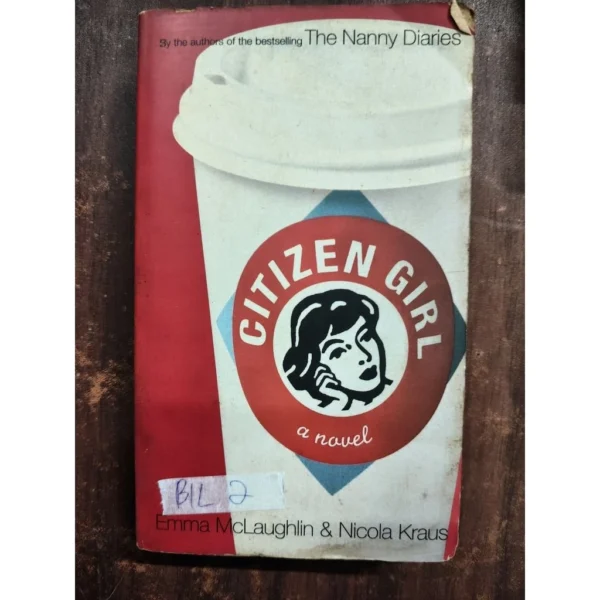 By the authors of the bestselling The Nanny Diaries
CITIZEN GIRL
a novel
BIL 2
Emma McLaughlin & Nicola Kraus